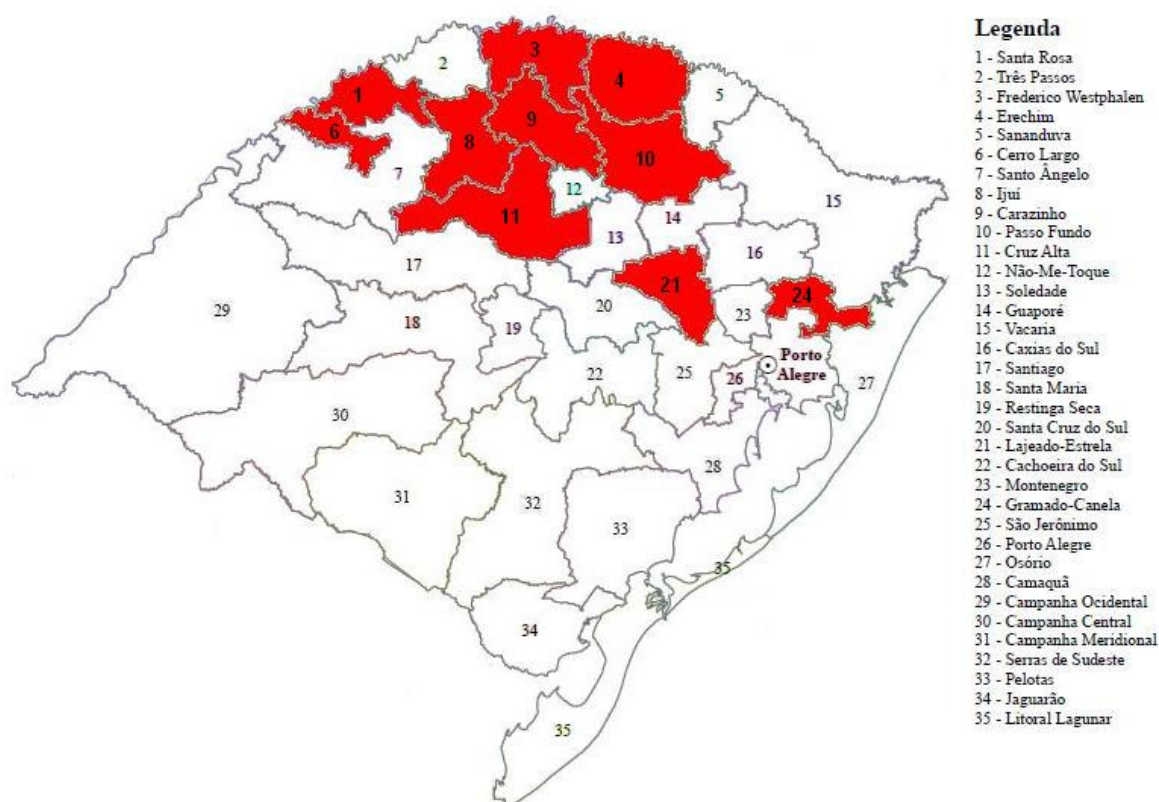 Legenda
1 - Santa Rosa
2 - Três Passos
3 - Frederico Westphalen
4 - Erechim
5 - Sananduva
6 - Cerro Largo
7 - Santo Ângelo
8 - Ijuí
9 - Carazinho
10 - Passo Fundo
11 - Cruz Alta
12 - Não-Me-Toque
13 - Soledade
14 - Guaporé
15 - Vacaria
16 - Caxias do Sul
17 - Santiago
18 - Santa Maria
19 - Restinga Seca
20 - Santa Cruz do Sul
21 - Lajeado-Estrela
22 - Cachoeira do Sul
23 - Montenegro
24 - Gramado-Canela
25 - São Jerônimo
26 - Porto Alegre
27 - Osório
28 - Camaquã
29 - Campanha Ocidental
30 - Campanha Central
31 - Campanha Meridional
32 - Serras de Sudeste
33 - Pelotas
34 - Jaguarão
35 - Litoral Lagunar
3
2
4
1
5
9
6
8
10
7
12
15
11
14
13
16
17
21
24
20
29
23
18
19
Porto
Alegre
22
25
26
27
30
28
31
32
33
35
34
35